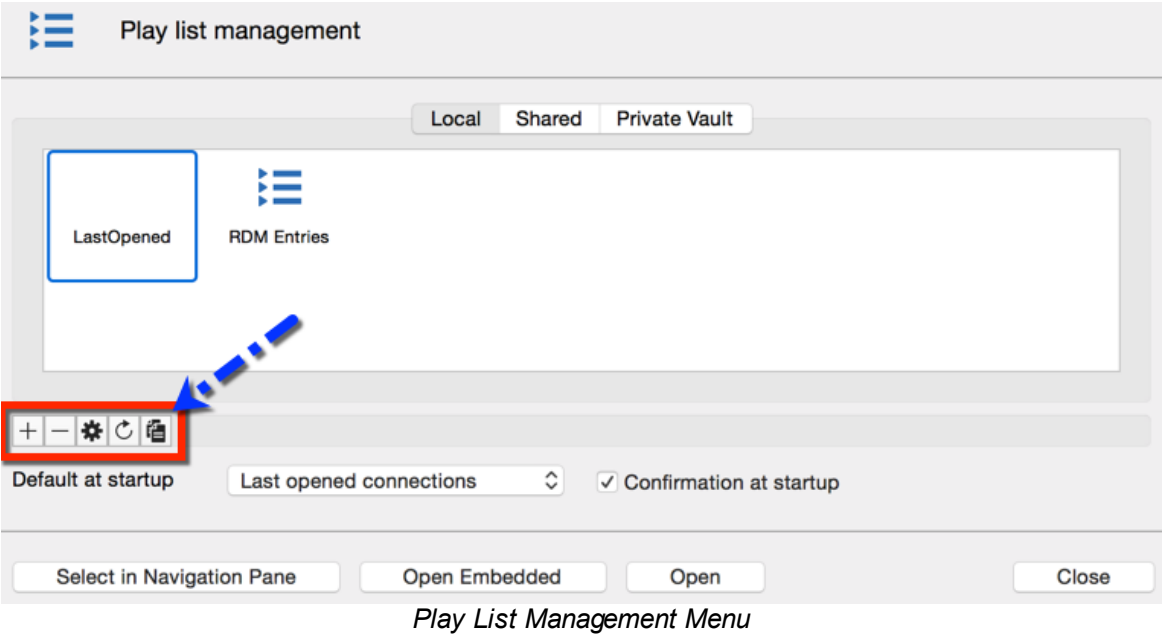 Play list management
Local Shared Private Vault
LastOpened RDM Entries
Default at startup Last opened connections Confirmation at startup
Select in Navigation Pane Open Embedded Open Close
Play List Management Menu